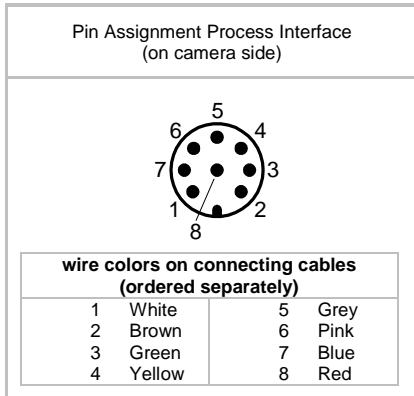 Pin Assignment Process Interface
(on camera side)
5
6 4
7 3
1 2
8
wire colors on connecting cables
(ordered separately)
1 White 5 Grey
2 Brown 6 Pink
3 Green 7 Blue
4 Yellow 8 Red